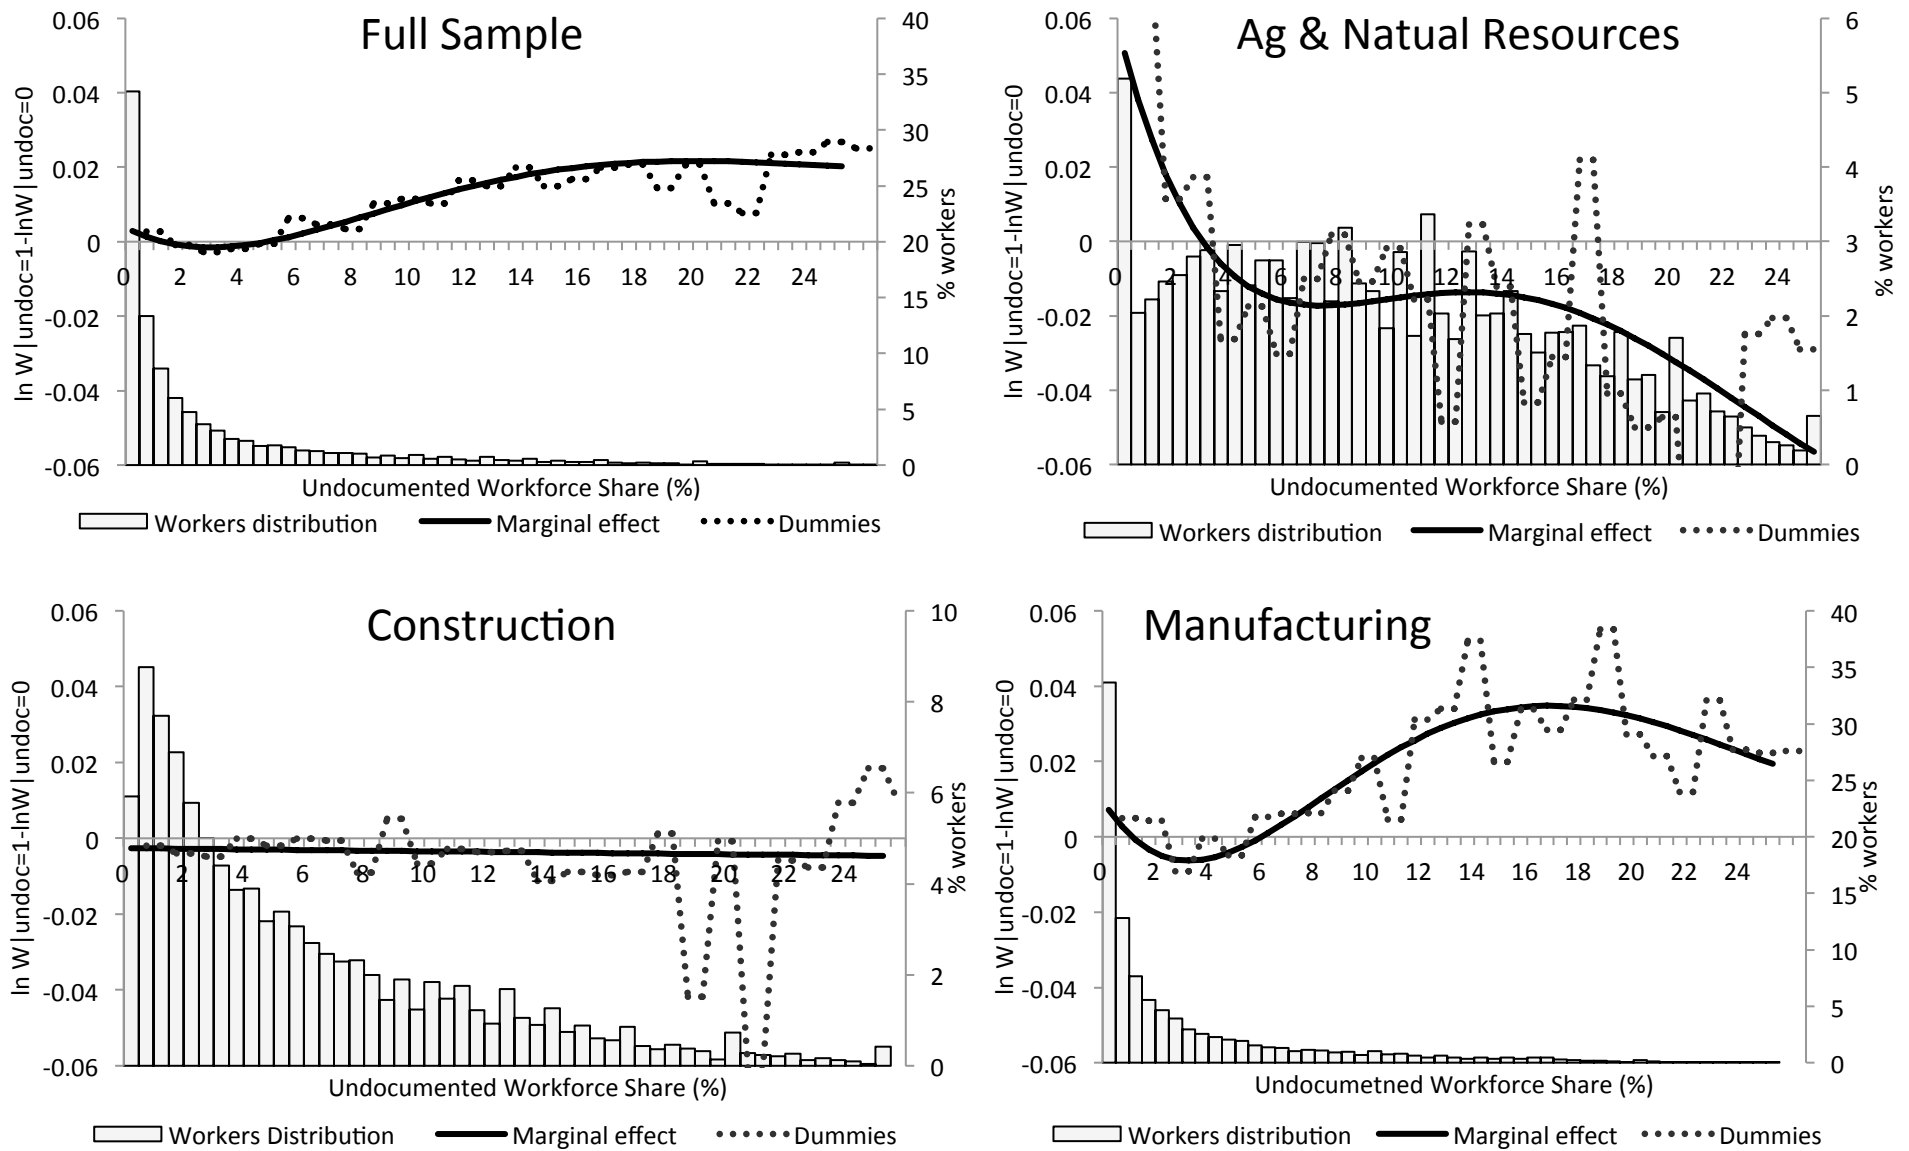 Full Sample
0.06
0.04
0.02
0
-0.02
-0.04
-0.06
ln W|undoc=1-lnW|undoc=0
0 2 4 6 8 10 12 14 16 18 20 22 24
40
35
30
25
20
15
10
5
0
% workers
Undocumented Workforce Share (%)
Workers distribution Marginal effect Dummies
Ag & Natual Resources
0.06
0.04
0.02
0
-0.02
-0.04
-0.06
ln W|undoc=1-lnW|undoc=0
0 2 4 6 8 10 12 14 16 18 20 22 24
6
5
4
3
2
1
0
% workers
Undocumented Workforce Share (%)
Workers distribution Marginal effect Dummies
Construction
0.06
0.04
0.02
0
-0.02
-0.04
-0.06
ln W|undoc=1-lnW|undoc=0
0 2 4 6 8 10 12 14 16 18 20 22 24
10
8
6
4
2
0
% workers
Undocumented Workforce Share (%)
Workers Distribution Marginal effect Dummies
Manufacturing
0.06
0.04
0.02
0
-0.02
-0.04
-0.06
ln W|undoc=1-lnW|undoc=0
0 2 4 6 8 10 12 14 16 18 20 22 24
40
35
30
25
20
15
10
5
0
% workers
Undocumetned Workforce Share (%)
Workers distribution Marginal effect Dummies